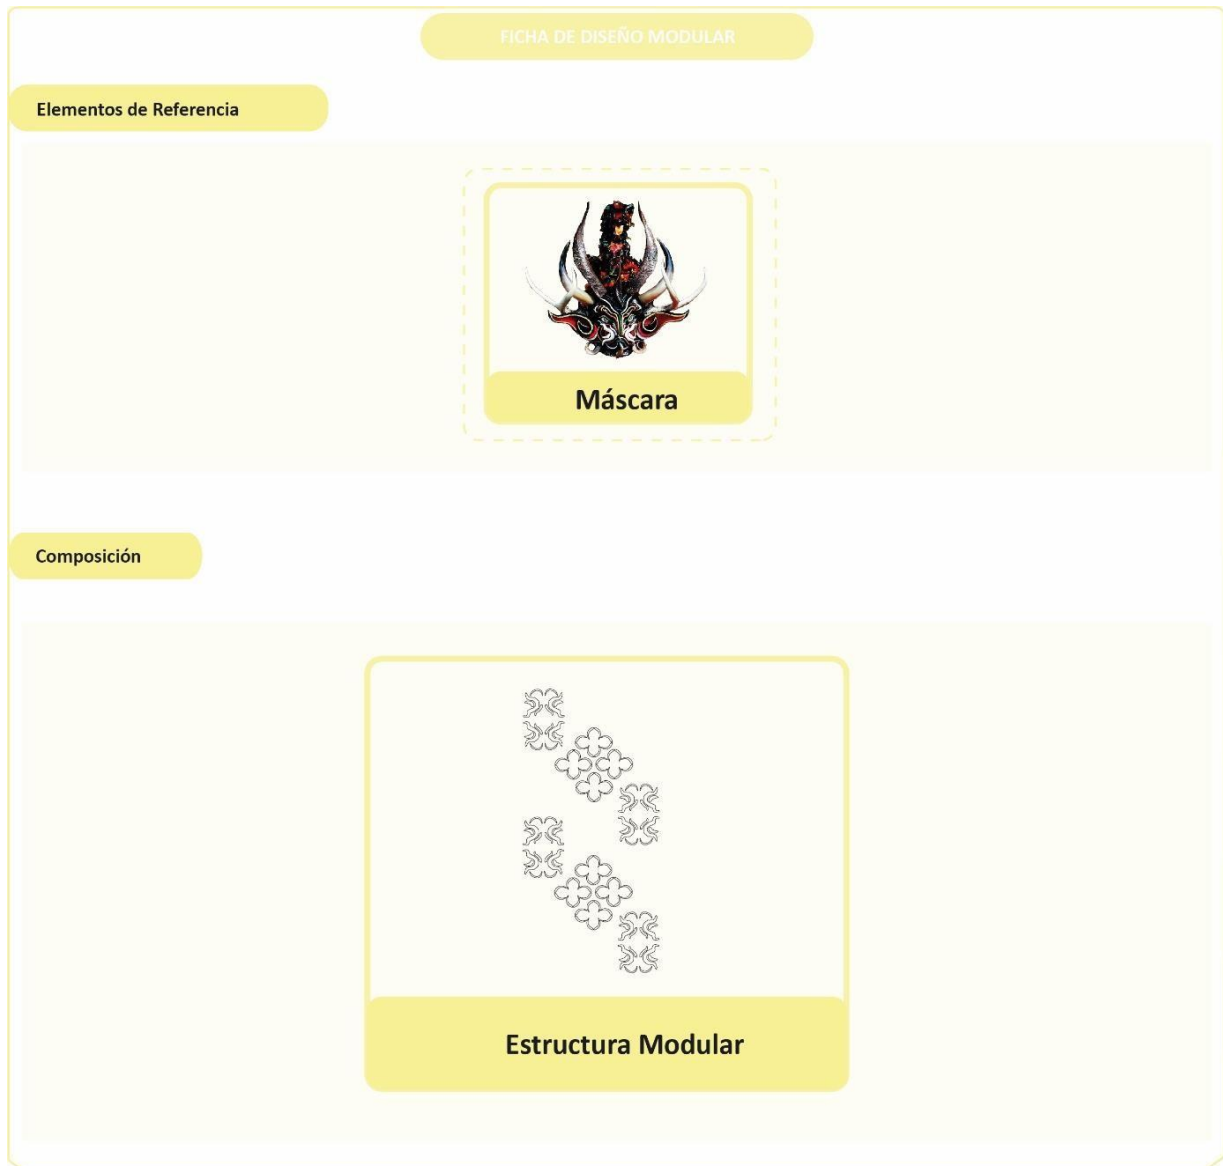 FICHA DE DISEÑO MODULAR
Elementos de Referencia
Máscara
Composición
Estructura Modular